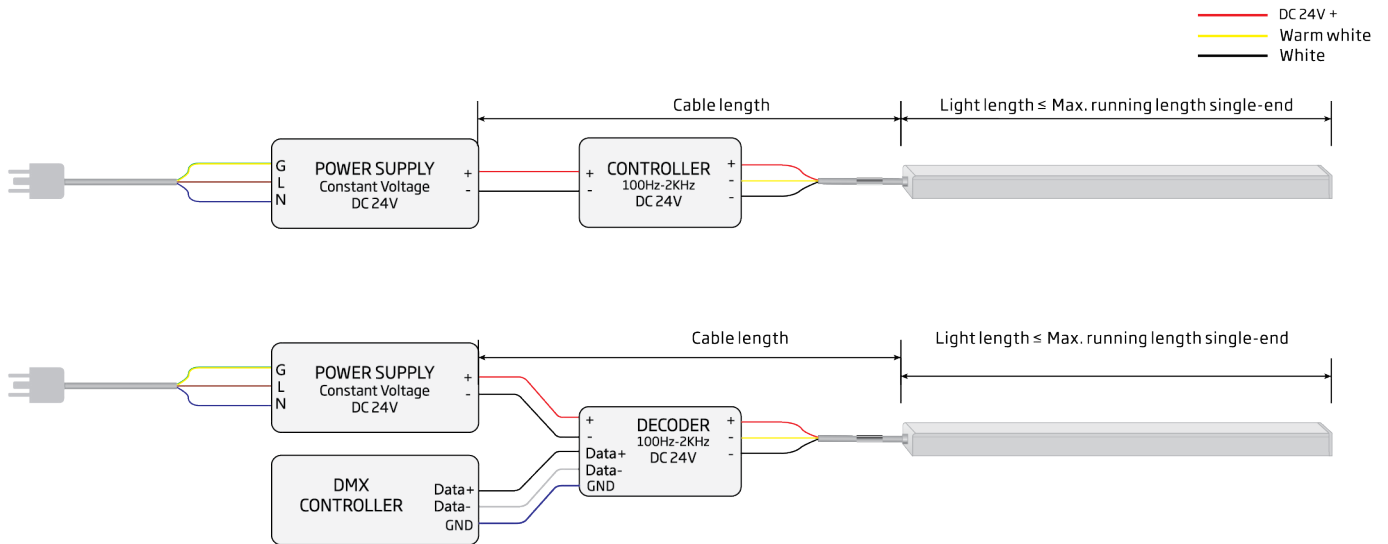 DC 24V +
Warm white
White
Cable length
Light length ≤ Max. running length single-end
G
L
N
POWER SUPPLY
Constant Voltage
DC 24V
+
-
+
-
CONTROLLER
100Hz-2KHz
DC 24V
+
-
-
Cable length
Light length ≤ Max. running length single-end
G
L
N
POWER SUPPLY
Constant Voltage
DC 24V
+
-
+
-
Data+
Data-
GND
DECODER
100Hz-2KHz
DC 24V
+
-
-
DMX
CONTROLLER
Data+
Data-
GND